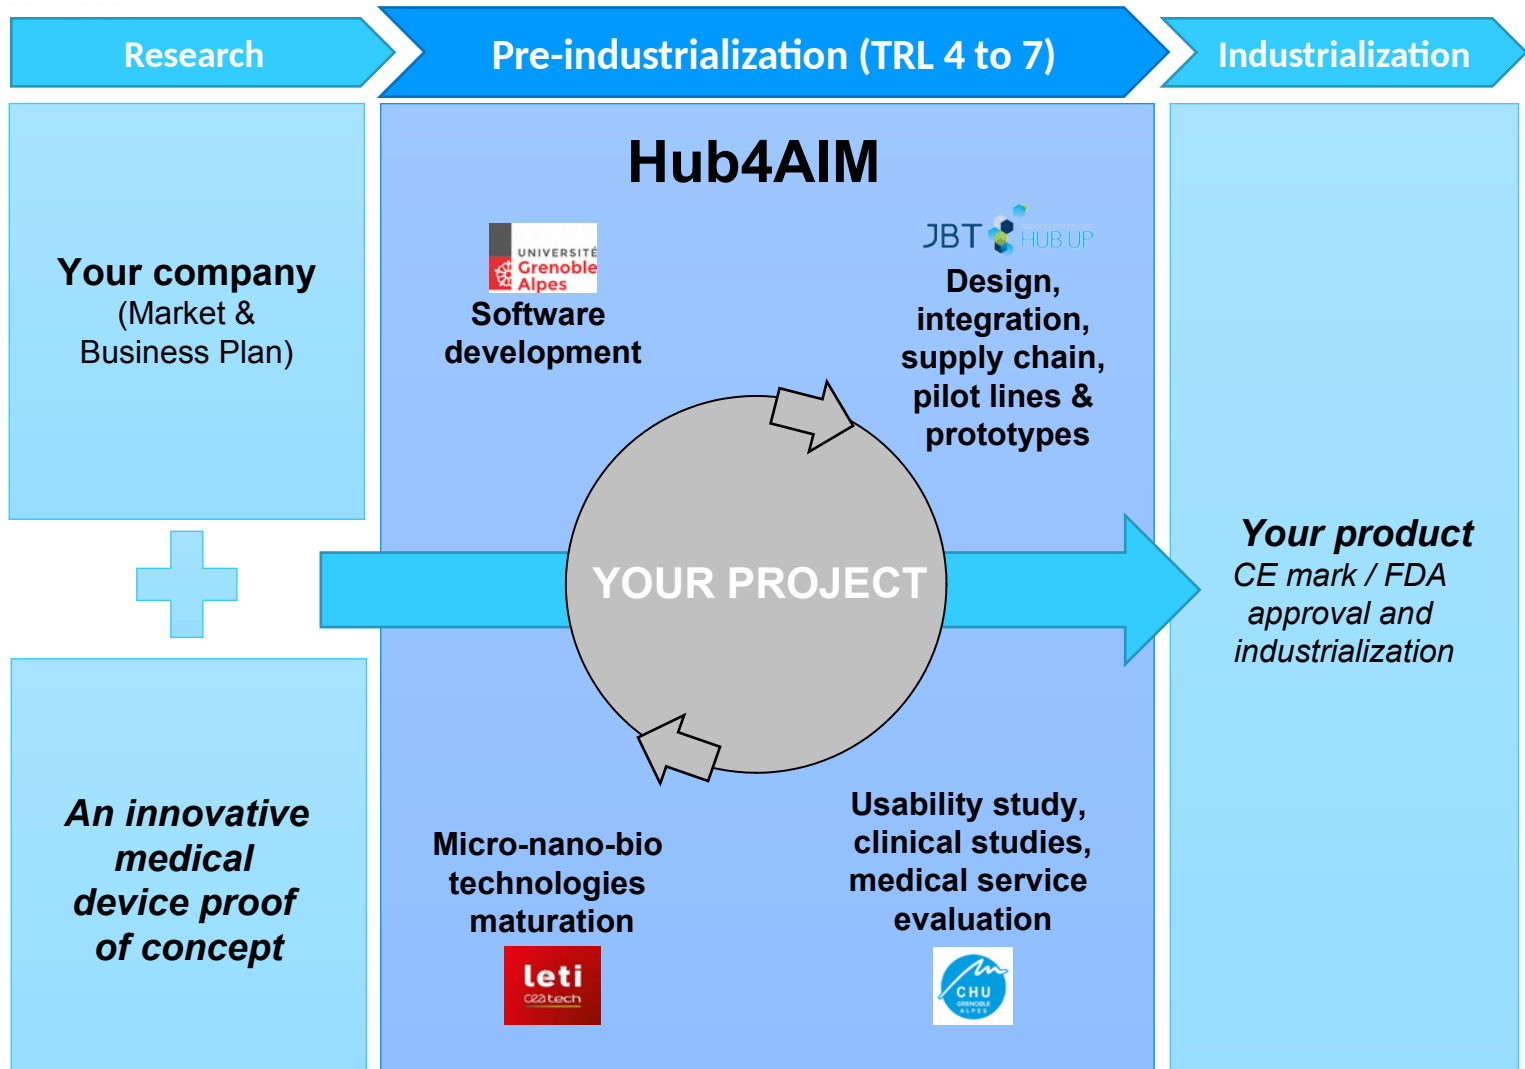 Research
Pre-industrialization (TRL 4 to 7)
Industrialization
Your company
(Market &
Business Plan)
An innovative
medical
device proof
of concept
Hub4AIM
UNIVERSITÉ
Grenoble
Alpes
Software
development
JBT HUB UP
Design,
integration,
supply chain,
pilot lines &
prototypes
YOUR PROJECT
Micro-nano-bio
technologies
maturation
leti
ceatech
Usability study,
clinical studies,
medical service
evaluation
CHU
GRENOBLE
ALPES
Your product
CE mark / FDA
approval and
industrialization